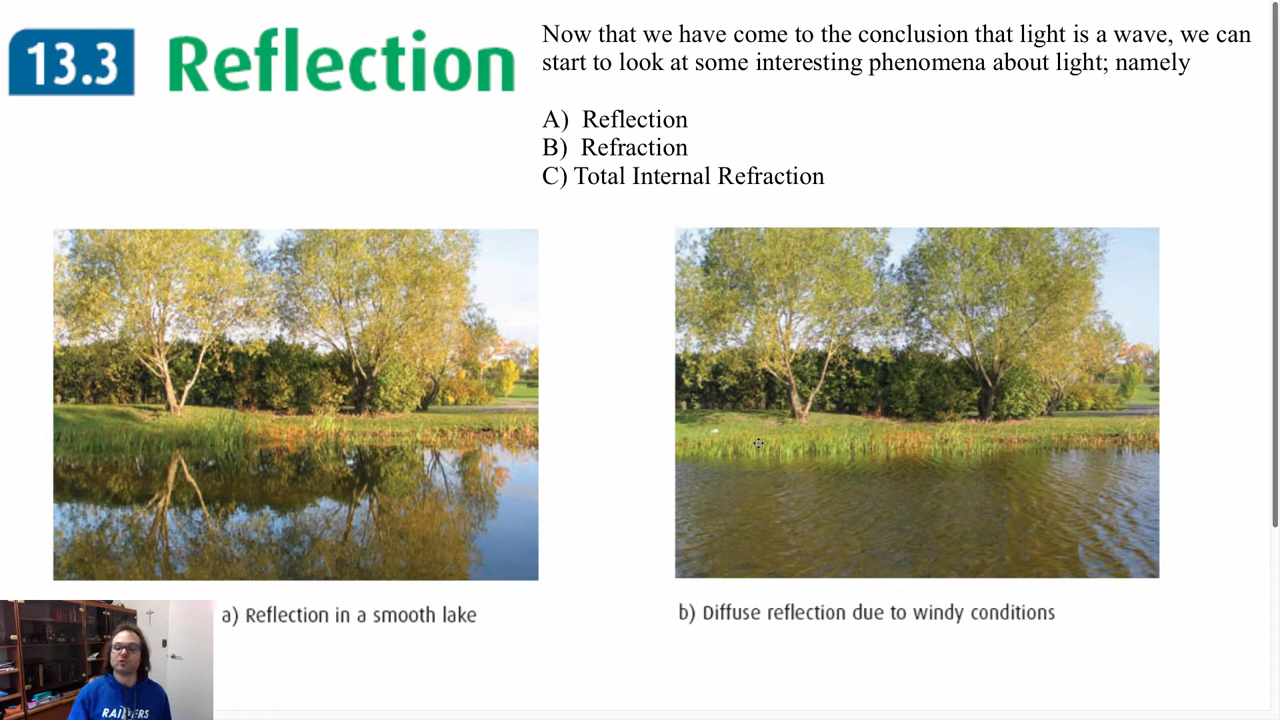 13.3 Reflection
Now that we have come to the conclusion that light is a wave, we can
start to look at some interesting phenomena about light; namely
A) Reflection
B) Refraction
C) Total Internal Refraction
a) Reflection in a smooth lake
b) Diffuse reflection due to windy conditions
RAIDERS